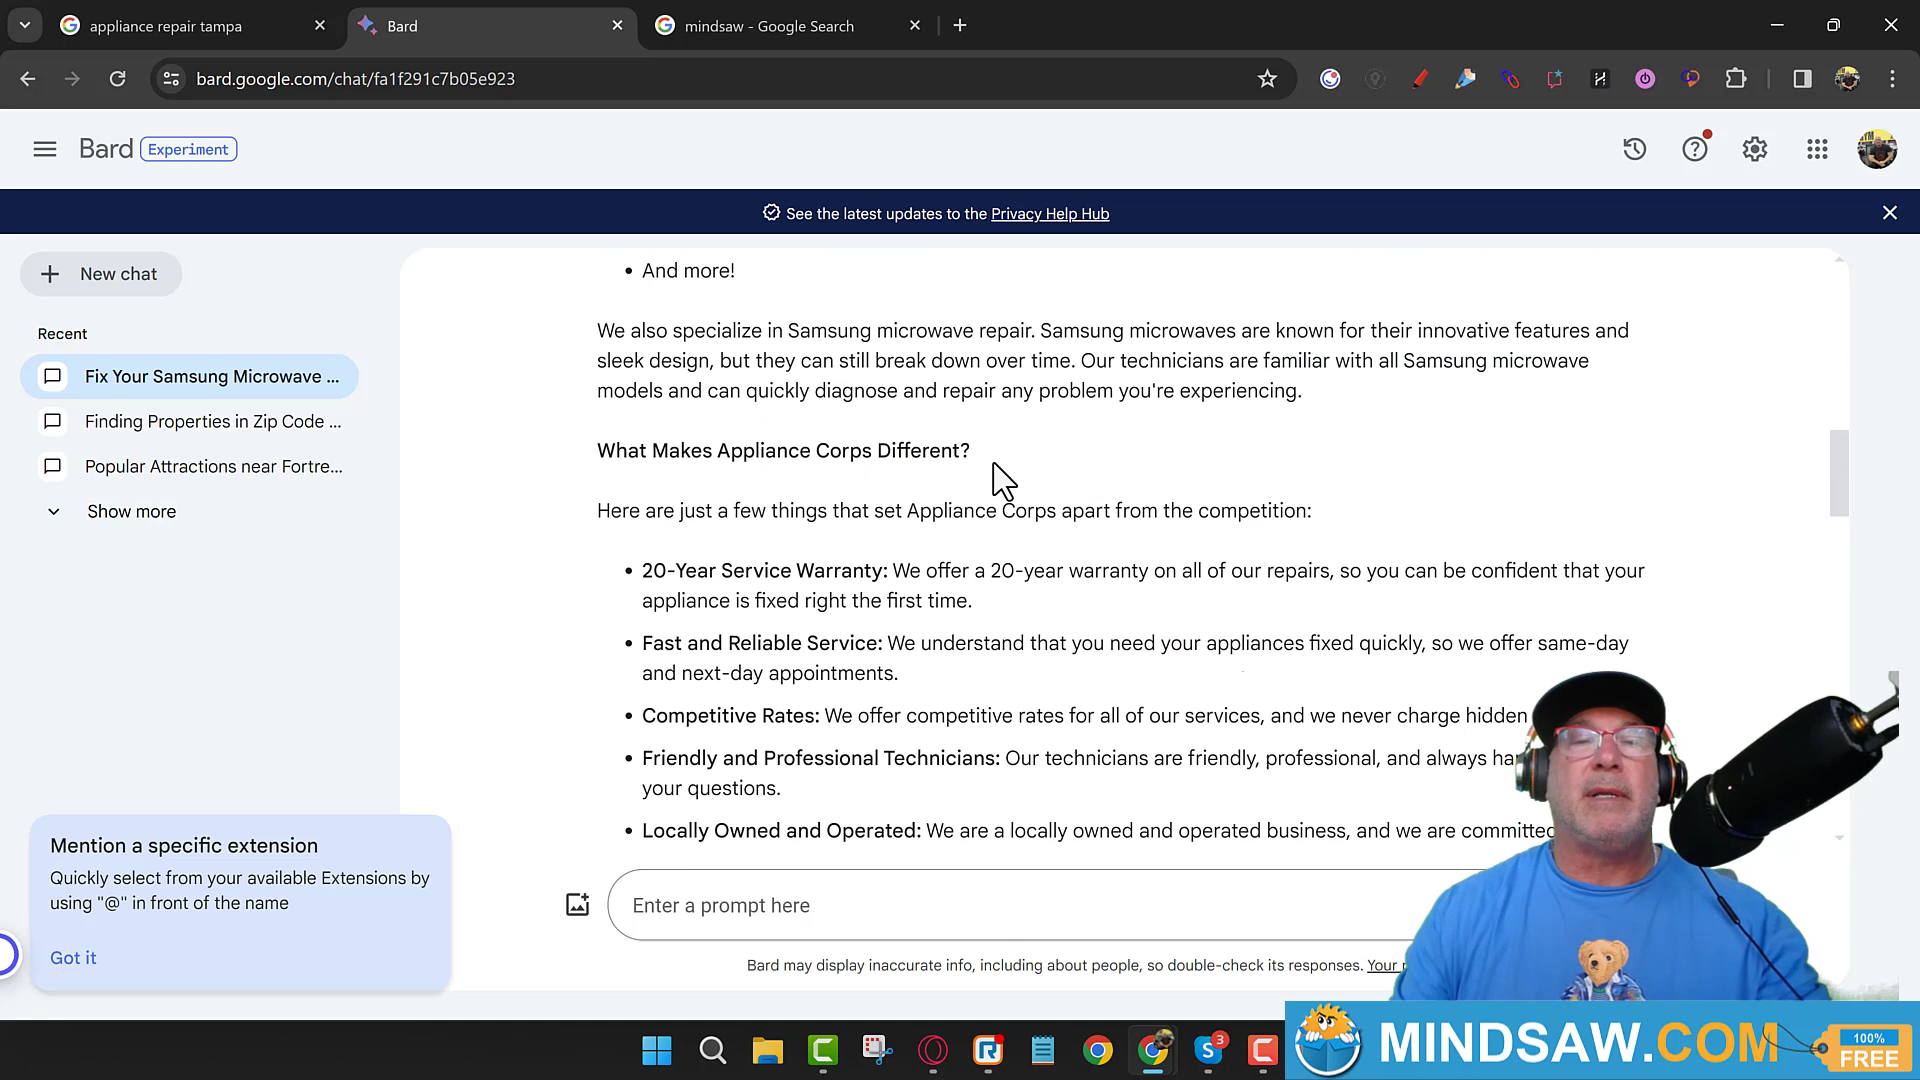 appliance repair tampa
Bard
mindsaw - Google Search
bard.google.com/chat/fa1f291c7b05e923
Bard Experiment
See the latest updates to the Privacy Help Hub
New chat
Recent
Fix Your Samsung Microwave ...
Finding Properties in Zip Code ...
Popular Attractions near Fortre...
Show more
And more!
We also specialize in Samsung microwave repair. Samsung microwaves are known for their innovative features and
sleek design, but they can still break down over time. Our technicians are familiar with all Samsung microwave
models and can quickly diagnose and repair any problem you're experiencing.
What Makes Appliance Corps Different?
Here are just a few things that set Appliance Corps apart from the competition:
20-Year Service Warranty: We offer a 20-year warranty on all of our repairs, so you can be confident that your
appliance is fixed right the first time.
Fast and Reliable Service: We understand that you need your appliances fixed quickly, so we offer same-day
and next-day appointments.
Competitive Rates: We offer competitive rates for all of our services, and we never charge hidden
Friendly and Professional Technicians: Our technicians are friendly, professional, and always ha
your questions.
Locally Owned and Operated: We are a locally owned and operated business, and we are committed
Mention a specific extension
Quickly select from your available Extensions by
using "@" in front of the name
Got it
Enter a prompt here
Bard may display inaccurate info, including about people, so double-check its responses. Your
3
MINDSAW.COM
100%
FREE